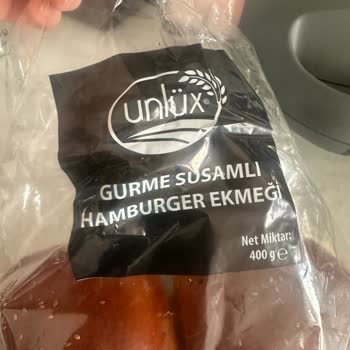 unlüx®
GURME SUSAMLI
HAMBURGER EKMEĞİ
Net Miktar:
400 g ℮